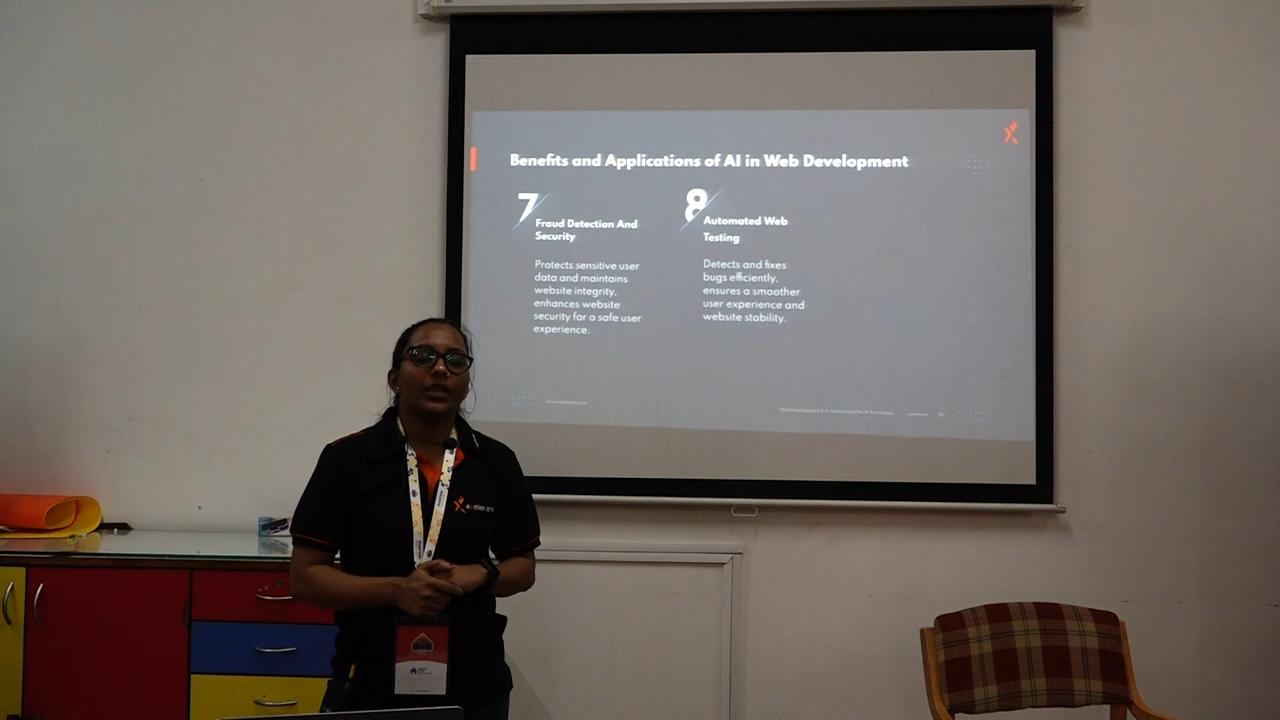 Benefits and Applications of AI in Web Development
7
Fraud Detection And
Security
Protects sensitive user
data and maintains
website integrity,
enhances website
security for a safe user
experience.
8
Automated Web
Testing
Detects and fixes
bugs efficiently,
ensures a smoother
user experience and
website stability.